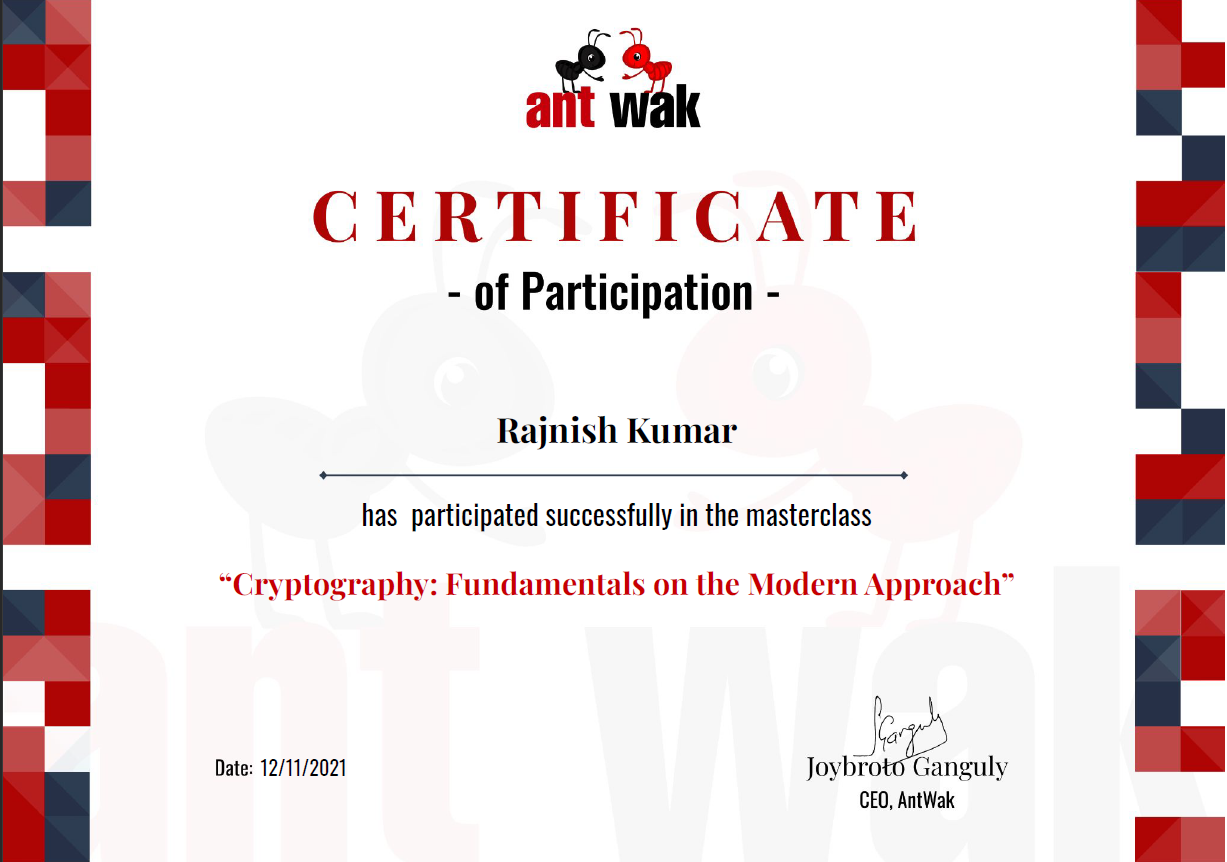 ant wak
CERTIFICATE
- of Participation -
Rajnish Kumar
has participated successfully in the masterclass
“Cryptography: Fundamentals on the Modern Approach”
ant wak
Ganguly
Date: 12/11/2021
Joybroto Ganguly
CEO, AntWak